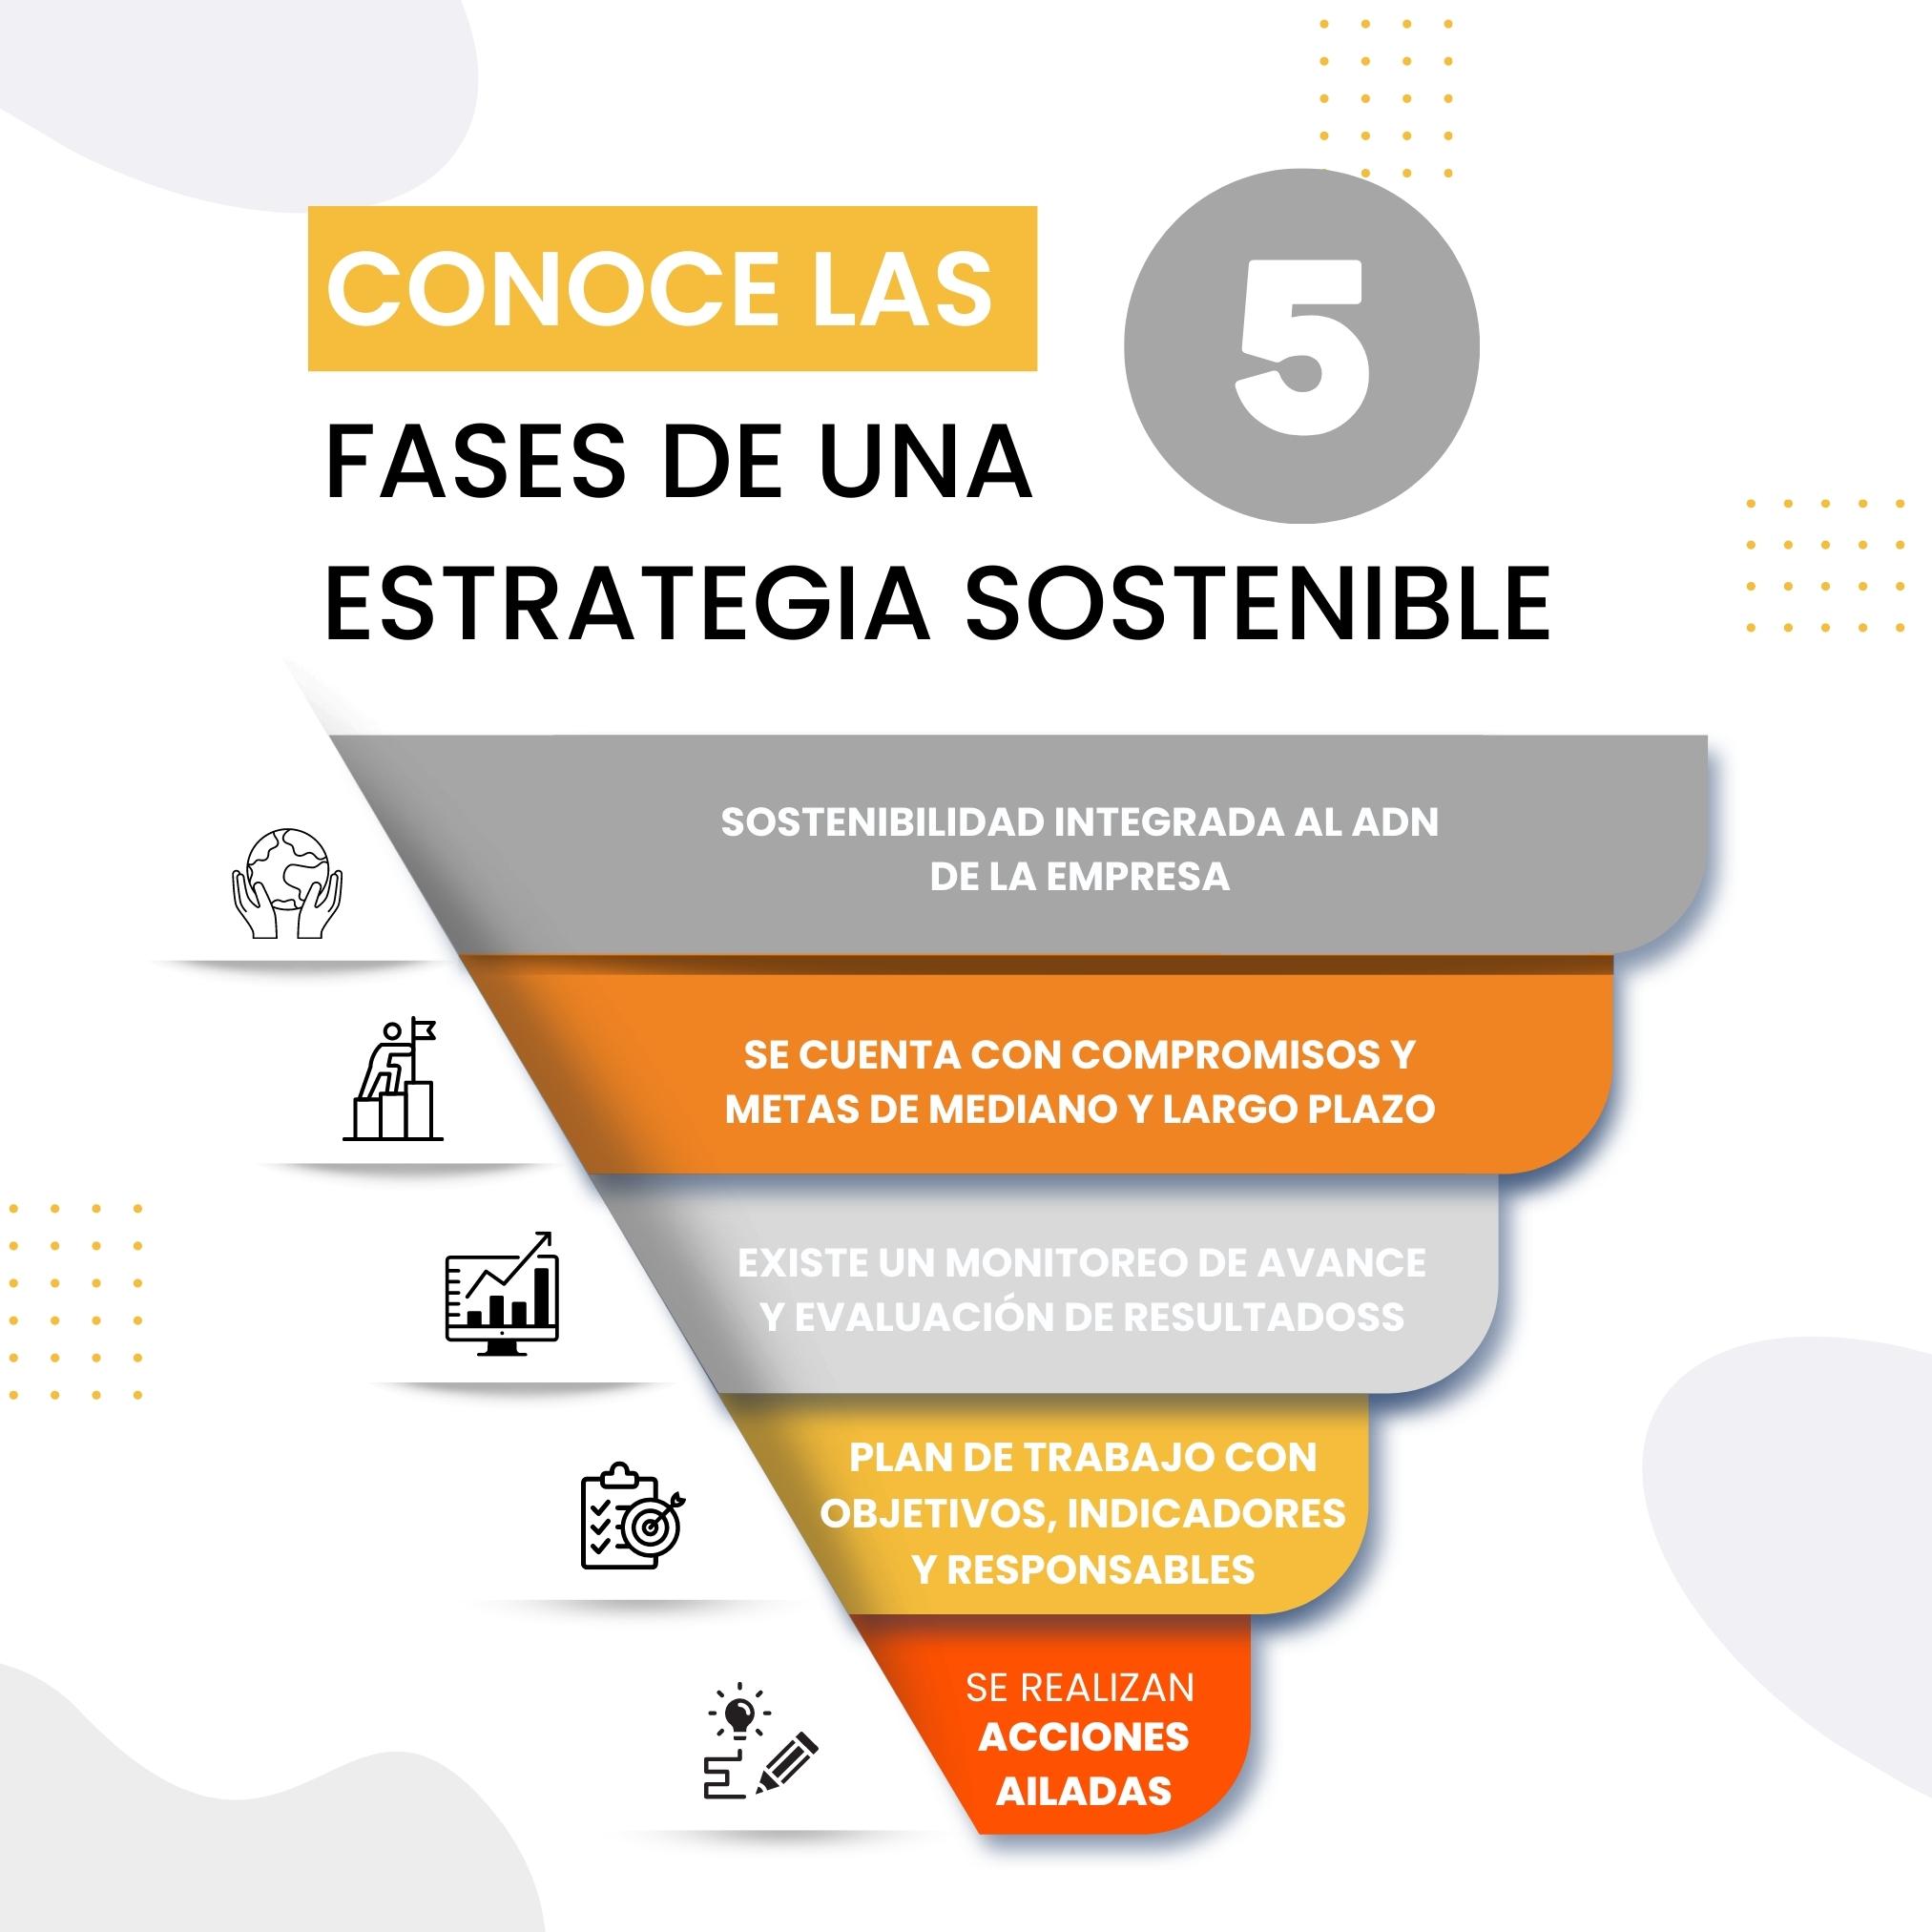 CONOCE LAS
5
FASES DE UNA
ESTRATEGIA SOSTENIBLE
SOSTENIBILIDAD INTEGRADA AL ADN
DE LA EMPRESA
SE CUENTA CON COMPROMISOS Y
METAS DE MEDIANO Y LARGO PLAZO
EXISTE UN MONITOREO DE AVANCE
Y EVALUACIÓN DE RESULTADOSS
PLAN DE TRABAJO CON
OBJETIVOS, INDICADORES
Y RESPONSABLES
SE REALIZAN
ACCIONES
AILADAS